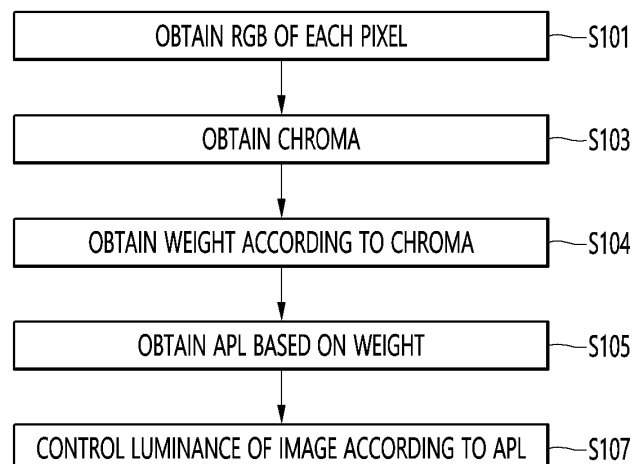 OBTAIN RGB OF EACH PIXEL S101
OBTAIN CHROMA S103
OBTAIN WEIGHT ACCORDING TO CHROMA S104
OBTAIN APL BASED ON WEIGHT S105
CONTROL LUMINANCE OF IMAGE ACCORDING TO APL S107